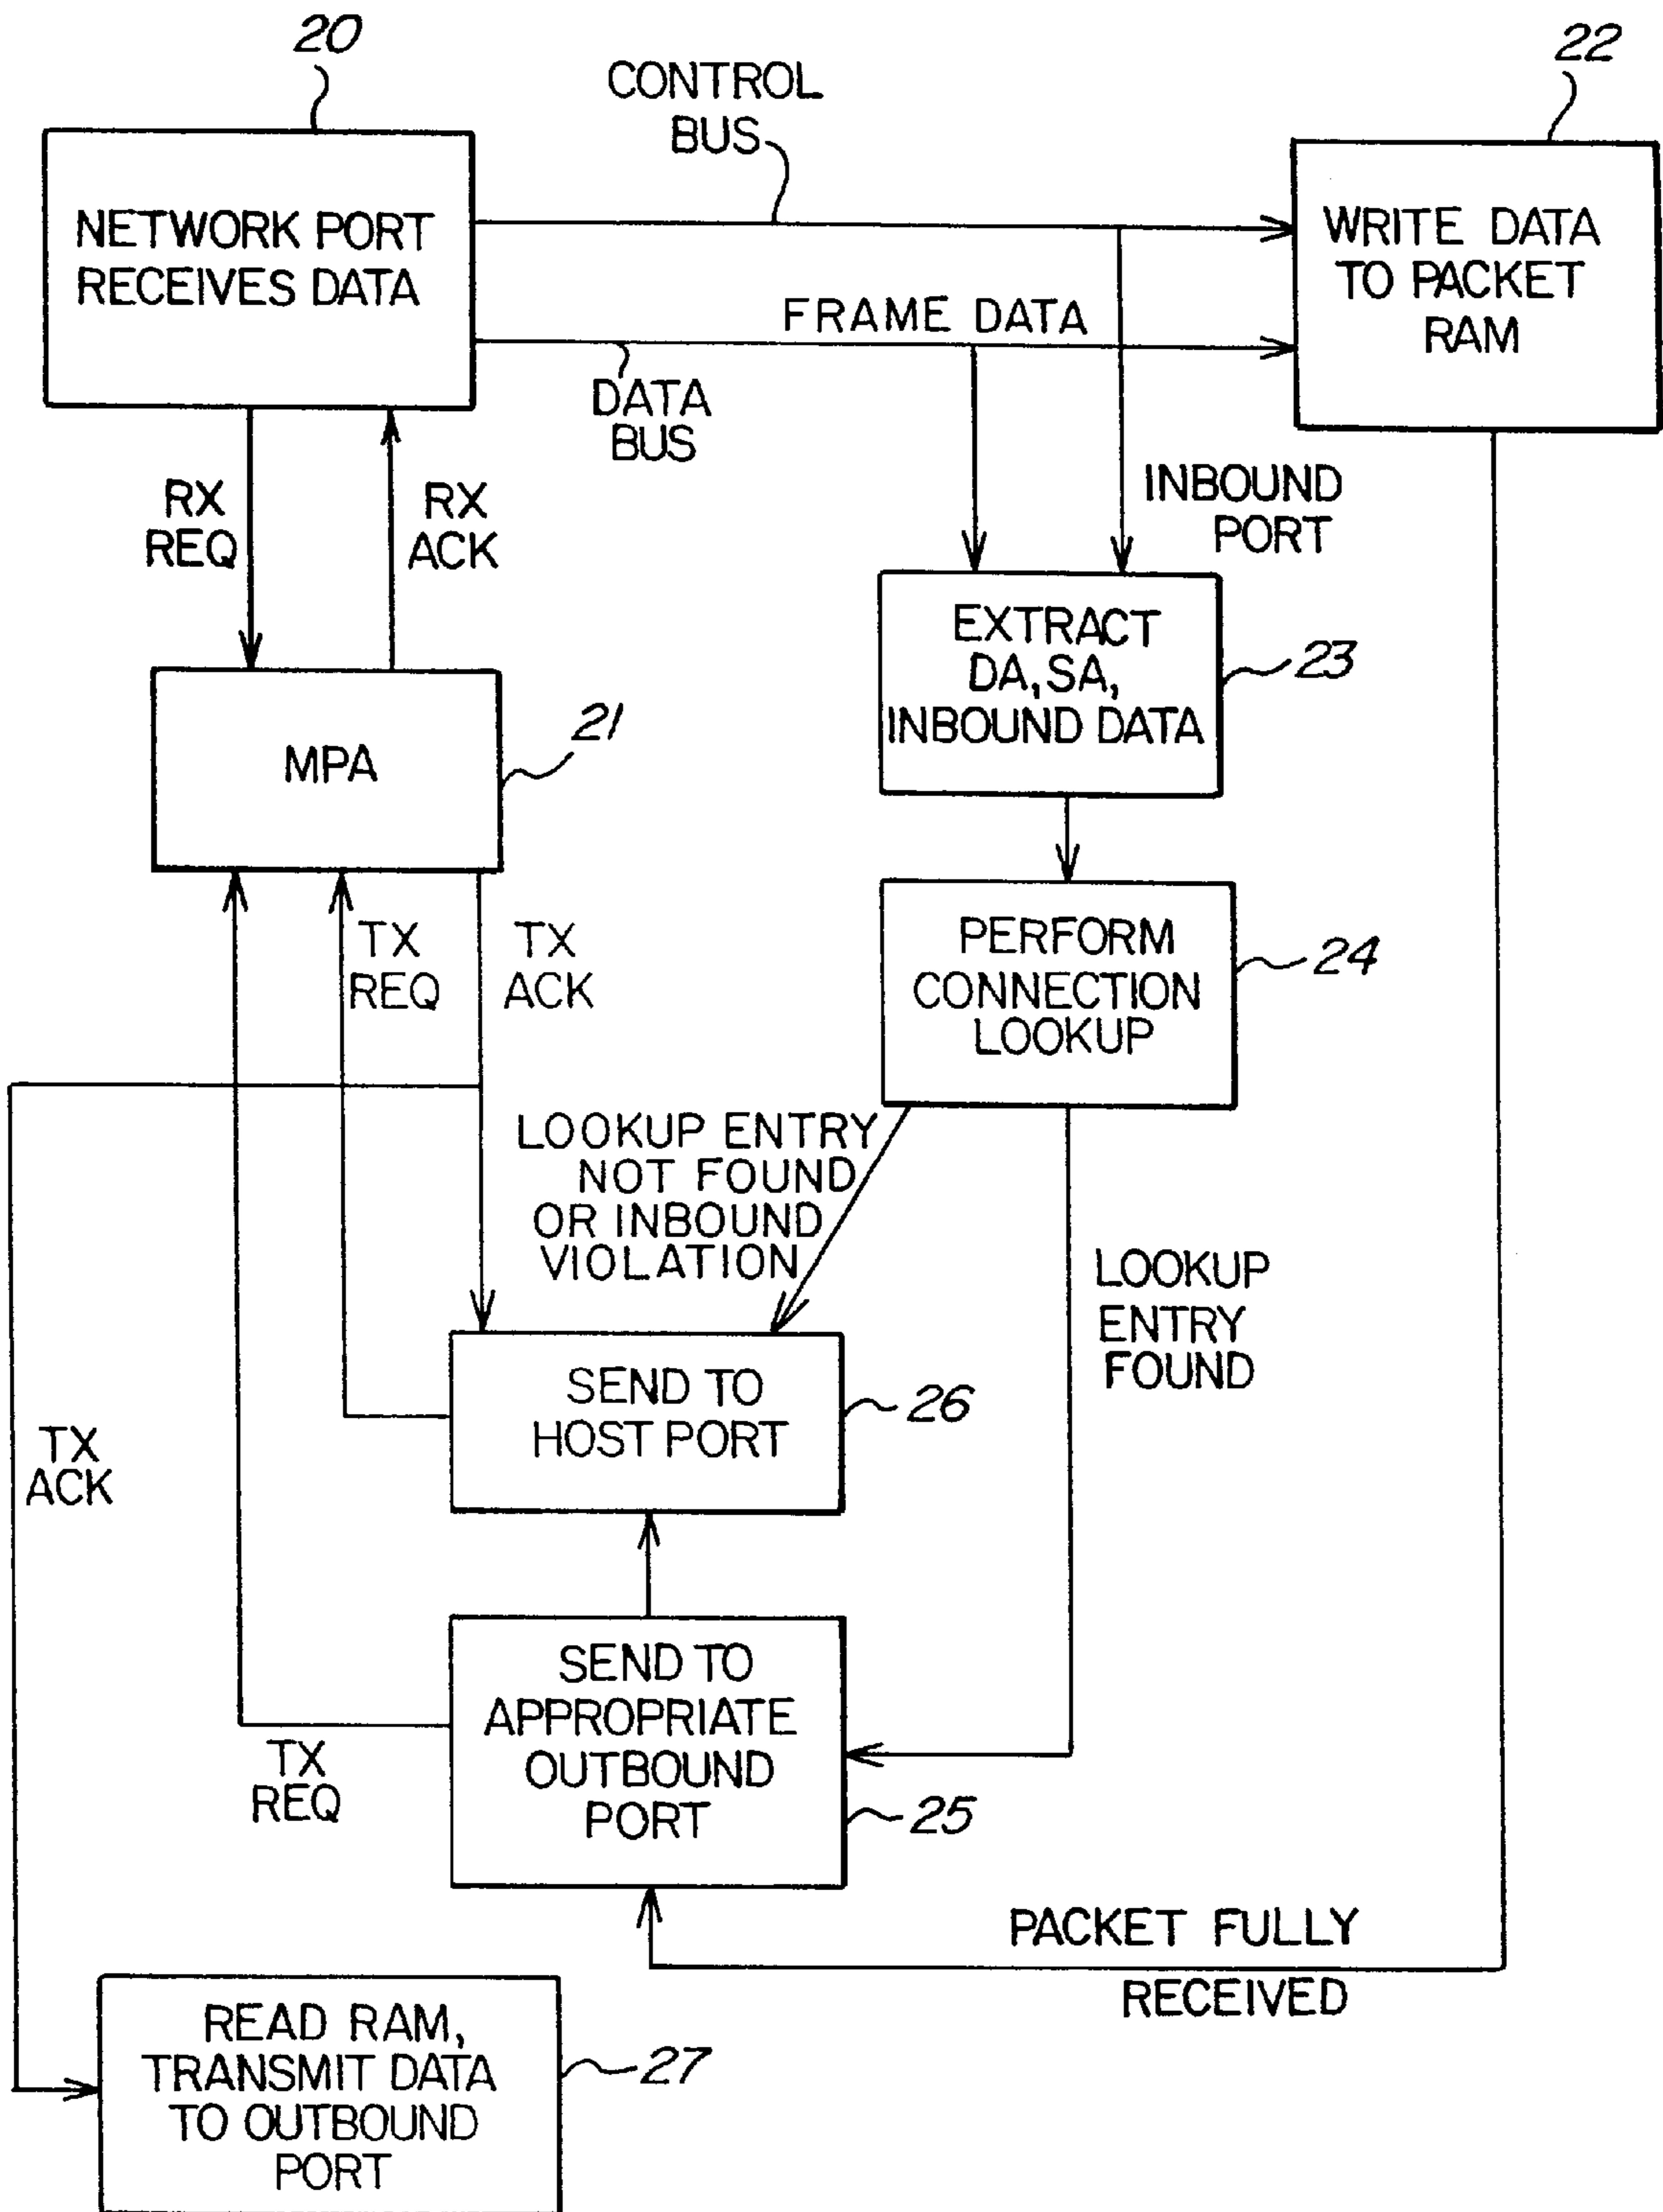 20
22
CONTROL
BUS
NETWORK PORT
RECEIVES DATA
WRITE DATA
TO PACKET
RAM
FRAME DATA
DATA
BUS
RX
REQ
RX
ACK
INBOUND
PORT
EXTRACT
DA, SA,
INBOUND DATA
23
21
MPA
TX
REQ
TX
ACK
PERFORM
CONNECTION
LOOKUP
24
LOOKUP ENTRY
NOT FOUND
OR INBOUND
VIOLATION
LOOKUP
ENTRY
FOUND
SEND TO
HOST PORT
26
TX
ACK
SEND TO
APPROPRIATE
OUTBOUND
PORT
25
TX
REQ
PACKET FULLY
RECEIVED
READ RAM,
TRANSMIT DATA
TO OUTBOUND
PORT
27